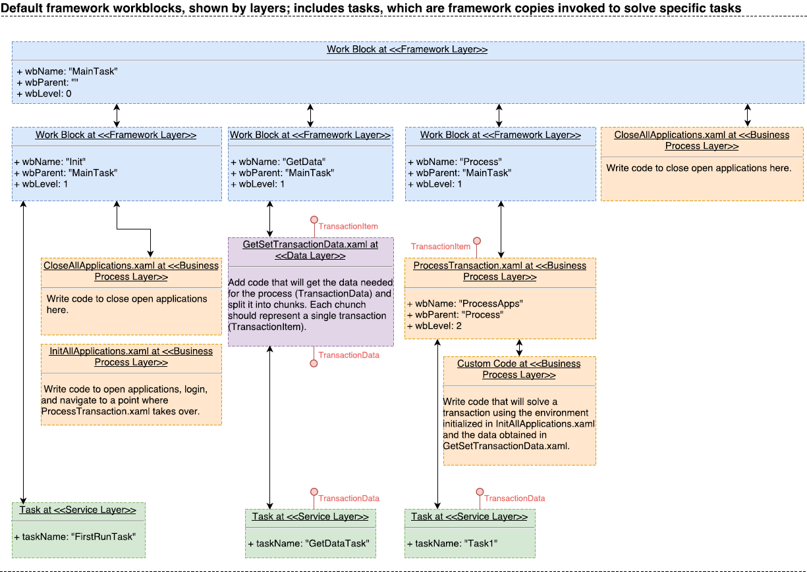 Default framework workblocks, shown by layers; includes tasks, which are framework copies invoked to solve specific tasks
Work Block at <<Framework Layer>>
+ wbName: "MainTask"
+ wbParent: ""
+ wbLevel: 0
Work Block at <<Framework Layer>>
+ wbName: "Init"
+ wbParent: "MainTask"
+ wbLevel: 1
Work Block at <<Framework Layer>>
+ wbName: "GetData"
+ wbParent: "MainTask"
+ wbLevel: 1
Work Block at <<Framework Layer>>
+ wbName: "Process"
+ wbParent: "MainTask"
+ wbLevel: 1
CloseAllApplications.xaml at <<Business
Process Layer>>
Write code to close open applications here.
CloseAllApplications.xaml at <<Business
Process Layer>>
Write code to close open applications
here.
InitAllApplications.xaml at <<Business
Process Layer>>
Write code to open applications, login,
and navigate to a point where
ProcessTransaction.xaml takes over.
TransactionItem
GetSetTransactionData.xaml at
<<Data Layer>>
Add code that will get the data needed
for the process (TransactionData) and
split it into chunks. Each chunch
should represent a single transaction
(TransactionItem).
TransactionData
TransactionItem
ProcessTransaction.xaml at <<Business
Process Layer>>
+ wbName: "ProcessApps"
+ wbParent: "Process"
+ wbLevel: 2
Custom Code at <<Business
Process Layer>>
Write code that will solve a
transaction using the environment
initialized in InitAllApplications.xaml
and the data obtained in
GetSetTransactionData.xaml.
Task at <<Service Layer>>
+ taskName: "FirstRunTask"
TransactionData
Task at <<Service Layer>>
+ taskName: "GetDataTask"
TransactionData
Task at <<Service Layer>>
+ taskName: "Task1"